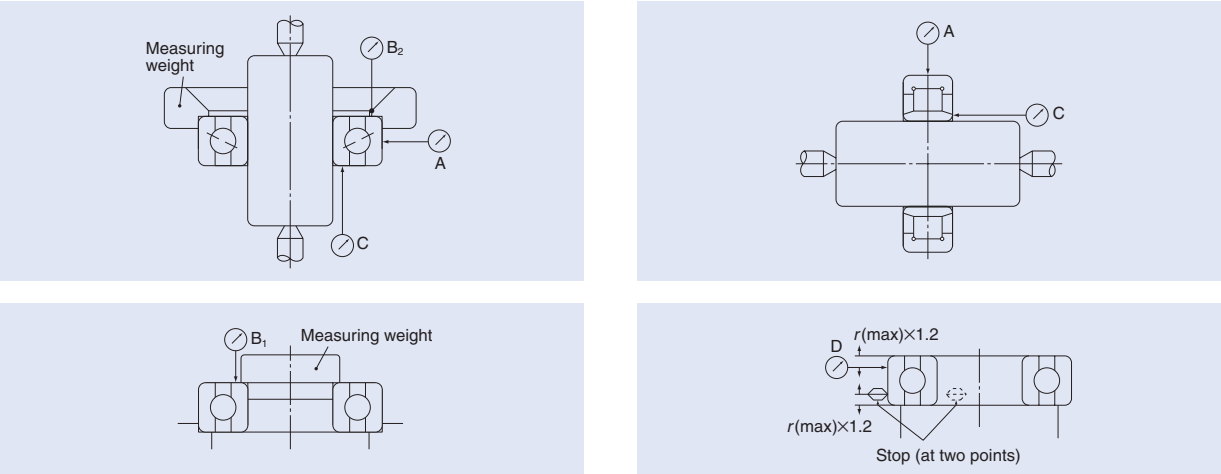 Measuring
weight
B₂
A
C
A
C
B₁
Measuring weight
D
r(max)×1.2
r(max)×1.2
Stop (at two points)